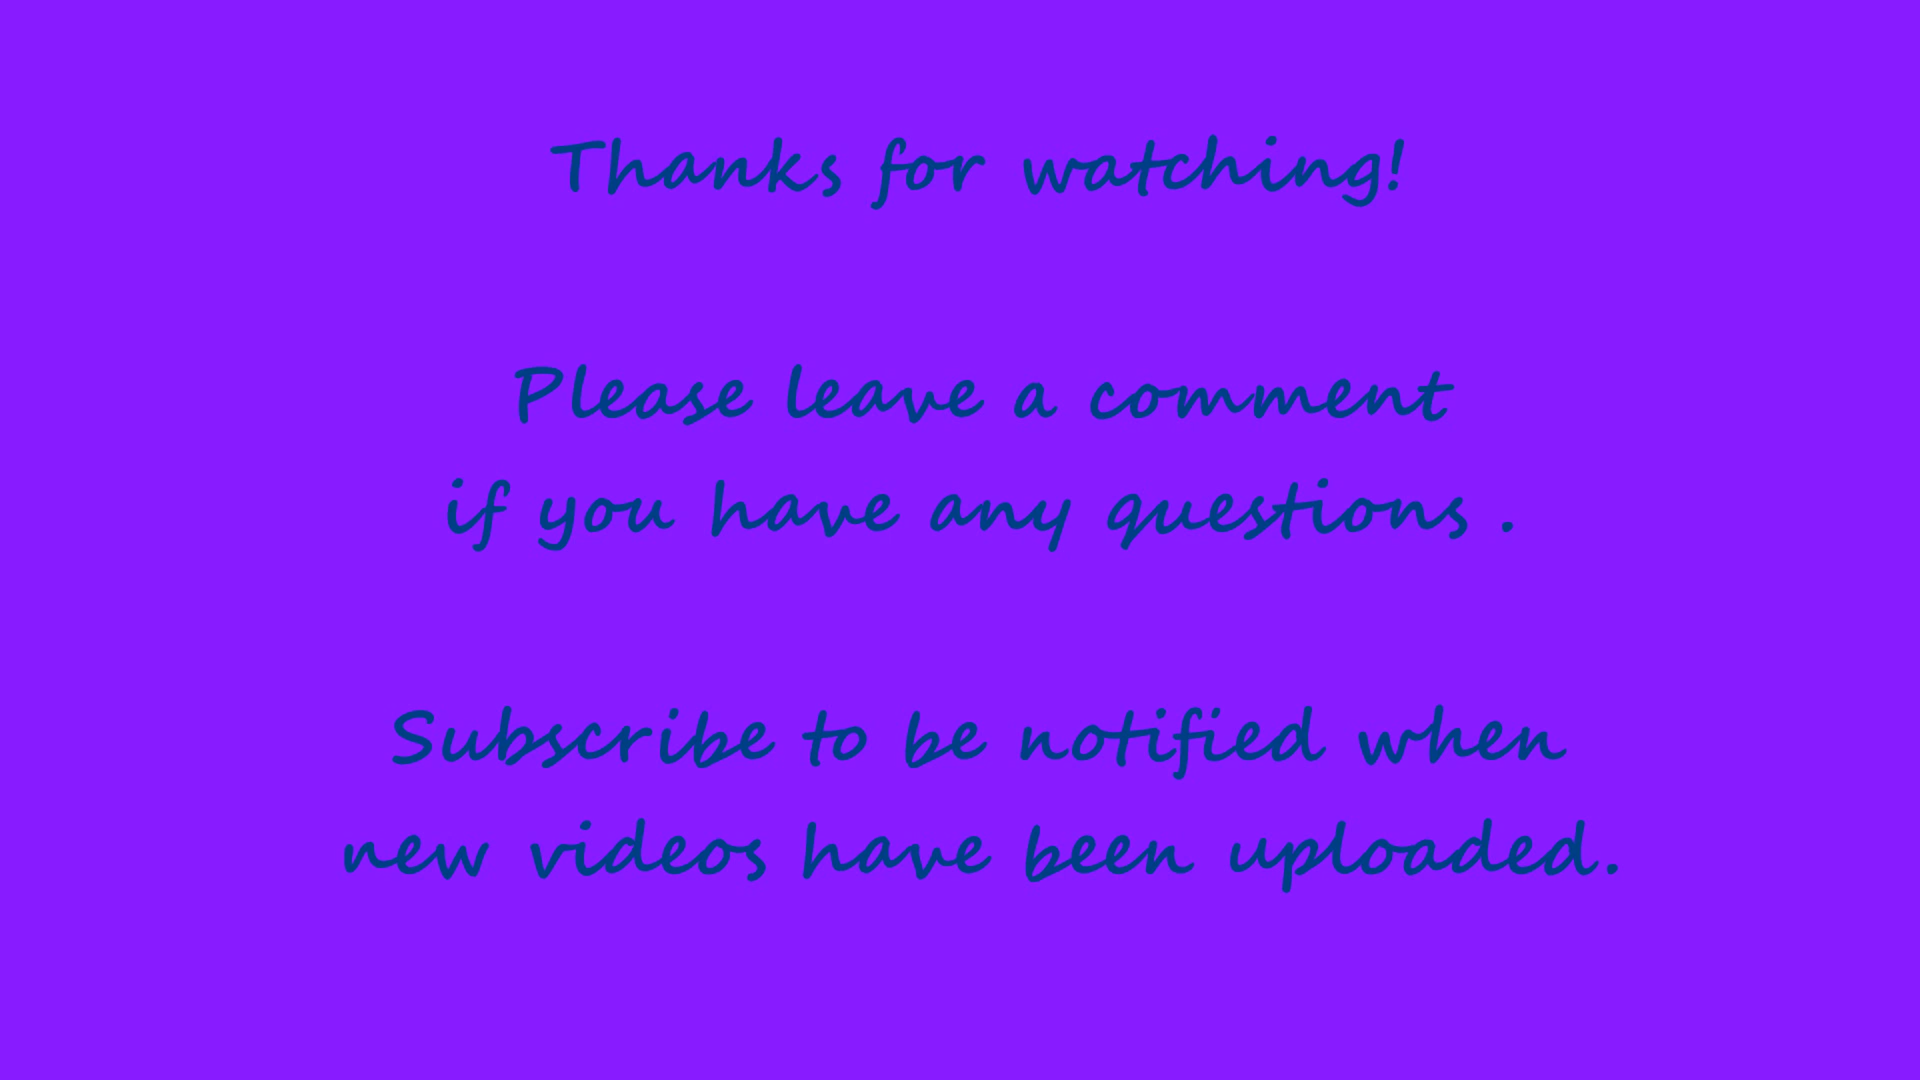 Thanks for watching!
Please leave a comment
if you have any questions .
Subscribe to be notified when
new videos have been uploaded.